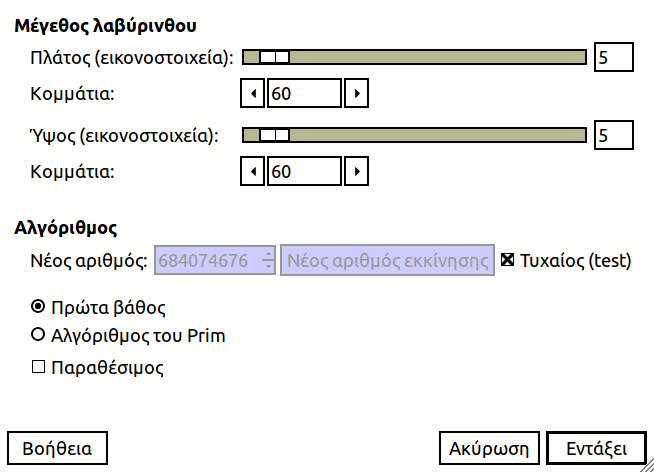 Μέγεθος λαβύρινθου
Πλάτος (εικονοστοιχεία): 5
Κομμάτια: 60
Ύψος (εικονοστοιχεία): 5
Κομμάτια: 60
Αλγόριθμος
Νέος αριθμός: 684074676 Νέος αριθμός εκκίνησης Τυχαίος (test)
Πρώτα βάθος
Αλγόριθμος του Prim
Παραθέσιμος
Βοήθεια Ακύρωση Εντάξει